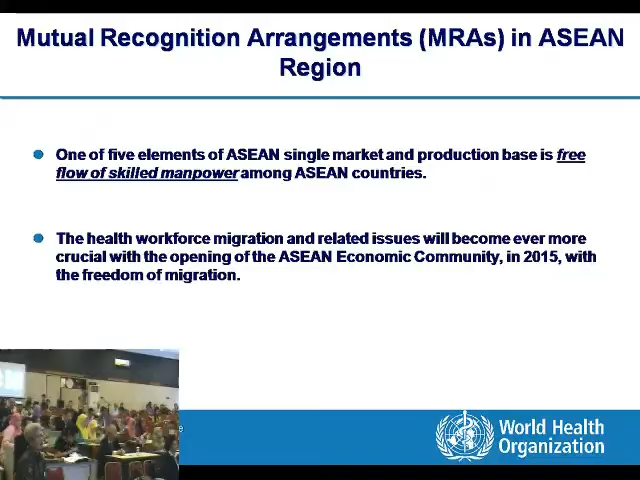 Mutual Recognition Arrangements (MRAs) in ASEAN
Region
One of five elements of ASEAN single market and production base is free
flow of skilled manpower among ASEAN countries.
The health workforce migration and related issues will become ever more
crucial with the opening of the ASEAN Economic Community, in 2015, with
the freedom of migration.
World Health
Organization